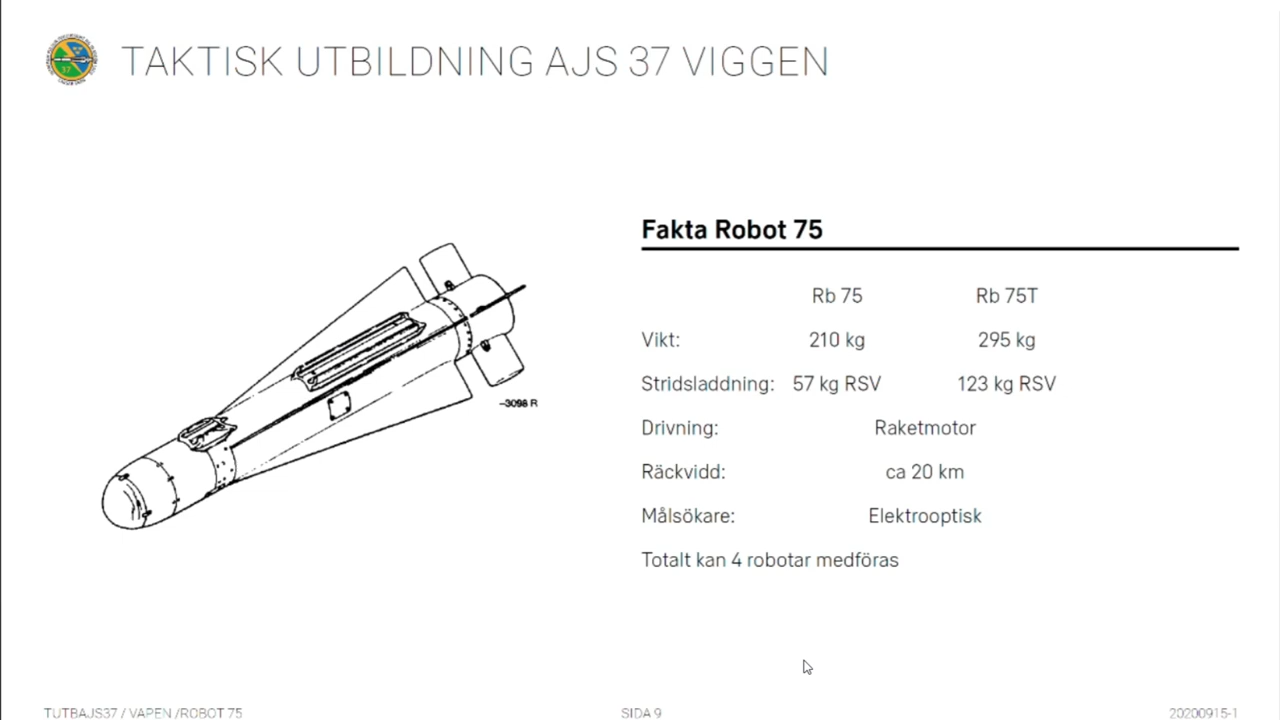 TAKTISK UTBILDNING AJS 37 VIGGEN
Fakta Robot 75
Rb 75 Rb 75T
Vikt: 210 kg 295 kg
Stridsladdning: 57 kg RSV 123 kg RSV
Drivning: Raketmotor
Räckvidd: ca 20 km
Målsökare: Elektrooptisk
Totalt kan 4 robotar medföras
-3098 R
TUTBAJS37 / VAPEN /ROBOT 75 SIDA 9 20200915-1